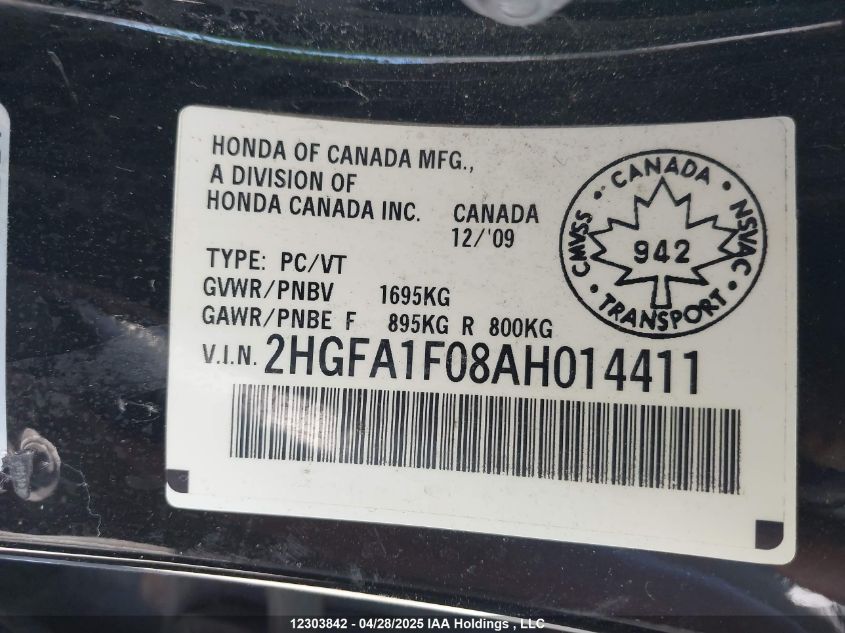 HONDA OF CANADA MFG.,
A DIVISION OF
HONDA CANADA INC. CANADA
12/'09
TYPE: PC/VT
GVWR/PNBV 1695KG
GAWR/PNBE F 895KG R 800KG
V.I.N. 2HGFA1F08AH014411
CANADA
CMVSS
NSVAC
942
TRANSPORT
12303842 - 04/28/2025 IAA Holdings , LLC